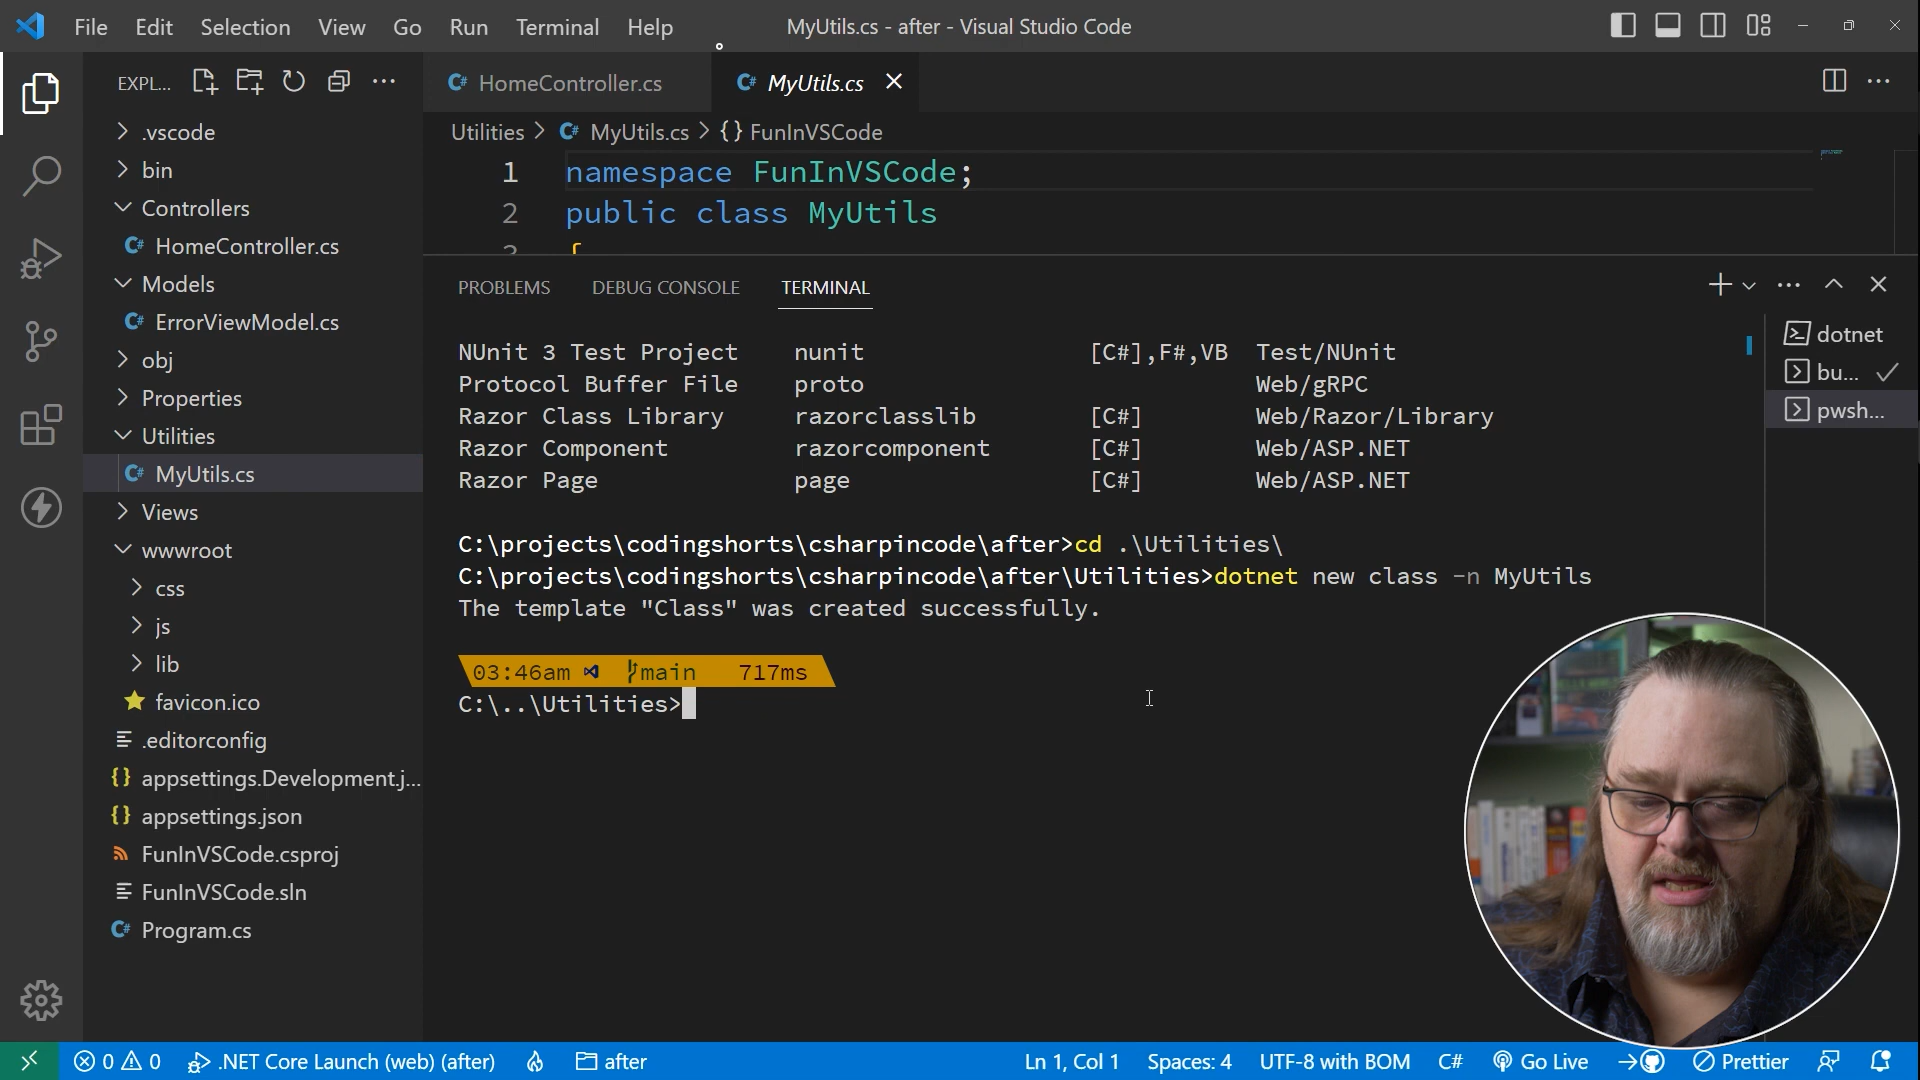 File Edit Selection View Go Run Terminal Help
MyUtils.cs - after - Visual Studio Code
EXPL...
.vscode
bin
Controllers
C# HomeController.cs
Models
C# ErrorViewModel.cs
obj
Properties
Utilities
C# MyUtils.cs
Views
wwwroot
css
js
lib
favicon.ico
.editorconfig
{} appsettings.Development.j...
{} appsettings.json
FunInVSCode.csproj
FunInVSCode.sln
C# Program.cs
C# HomeController.cs
C# MyUtils.cs
Utilities > C# MyUtils.cs > {} FunInVSCode
1 namespace FunInVSCode;
2 public class MyUtils
PROBLEMS DEBUG CONSOLE TERMINAL
NUnit 3 Test Project nunit [C#],F#,VB Test/NUnit
Protocol Buffer File proto Web/gRPC
Razor Class Library razorclasslib [C#] Web/Razor/Library
Razor Component razorcomponent [C#] Web/ASP.NET
Razor Page page [C#] Web/ASP.NET
C:\projects\codingshorts\csharpincode\after>cd .\Utilities\
C:\projects\codingshorts\csharpincode\after\Utilities>dotnet new class -n MyUtils
The template "Class" was created successfully.
03:46am main 717ms
C:\..\Utilities>
dotnet
bu...
pwsh...
0 0 .NET Core Launch (web) (after) after
Ln 1, Col 1 Spaces: 4 UTF-8 with BOM C# Go Live Prettier